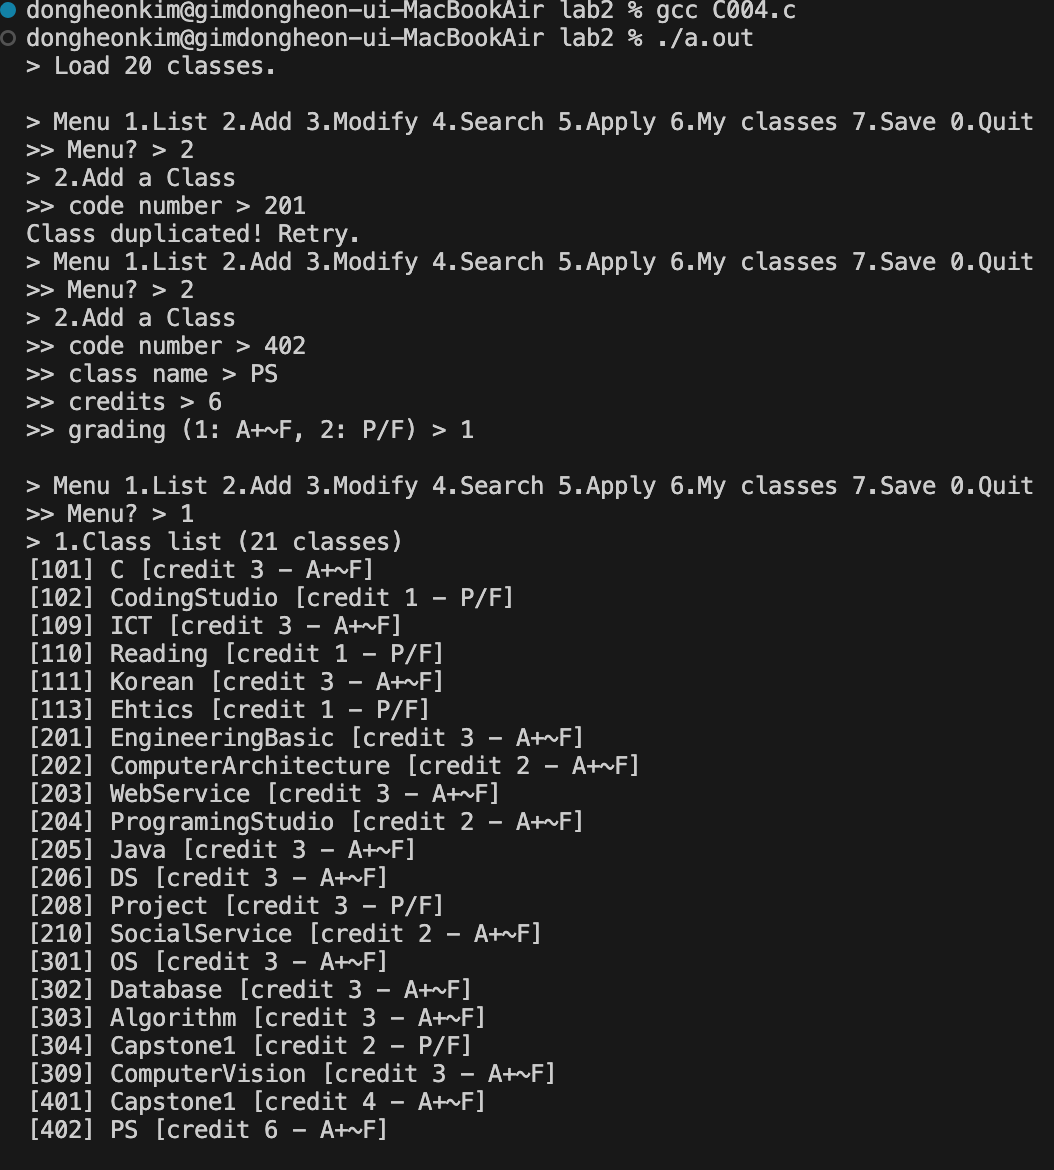 dongheonkim@gimdongheon-ui-MacBookAir lab2 % gcc C004.c
dongheonkim@gimdongheon-ui-MacBookAir lab2 % ./a.out
> Load 20 classes.
> Menu 1.List 2.Add 3.Modify 4.Search 5.Apply 6.My classes 7.Save 0.Quit
>> Menu? > 2
> 2.Add a Class
>> code number > 201
Class duplicated! Retry.
> Menu 1.List 2.Add 3.Modify 4.Search 5.Apply 6.My classes 7.Save 0.Quit
>> Menu? > 2
> 2.Add a Class
>> code number > 402
>> class name > PS
>> credits > 6
>> grading (1: A+~F, 2: P/F) > 1
> Menu 1.List 2.Add 3.Modify 4.Search 5.Apply 6.My classes 7.Save 0.Quit
>> Menu? > 1
> 1.Class list (21 classes)
[101] C [credit 3 - A+~F]
[102] CodingStudio [credit 1 - P/F]
[109] ICT [credit 3 - A+~F]
[110] Reading [credit 1 - P/F]
[111] Korean [credit 3 - A+~F]
[113] Ehtics [credit 1 - P/F]
[201] EngineeringBasic [credit 3 - A+~F]
[202] ComputerArchitecture [credit 2 - A+~F]
[203] WebService [credit 3 - A+~F]
[204] ProgramingStudio [credit 2 - A+~F]
[205] Java [credit 3 - A+~F]
[206] DS [credit 3 - A+~F]
[208] Project [credit 3 - P/F]
[210] SocialService [credit 2 - A+~F]
[301] OS [credit 3 - A+~F]
[302] Database [credit 3 - A+~F]
[303] Algorithm [credit 3 - A+~F]
[304] Capstone1 [credit 2 - P/F]
[309] ComputerVision [credit 3 - A+~F]
[401] Capstone1 [credit 4 - A+~F]
[402] PS [credit 6 - A+~F]